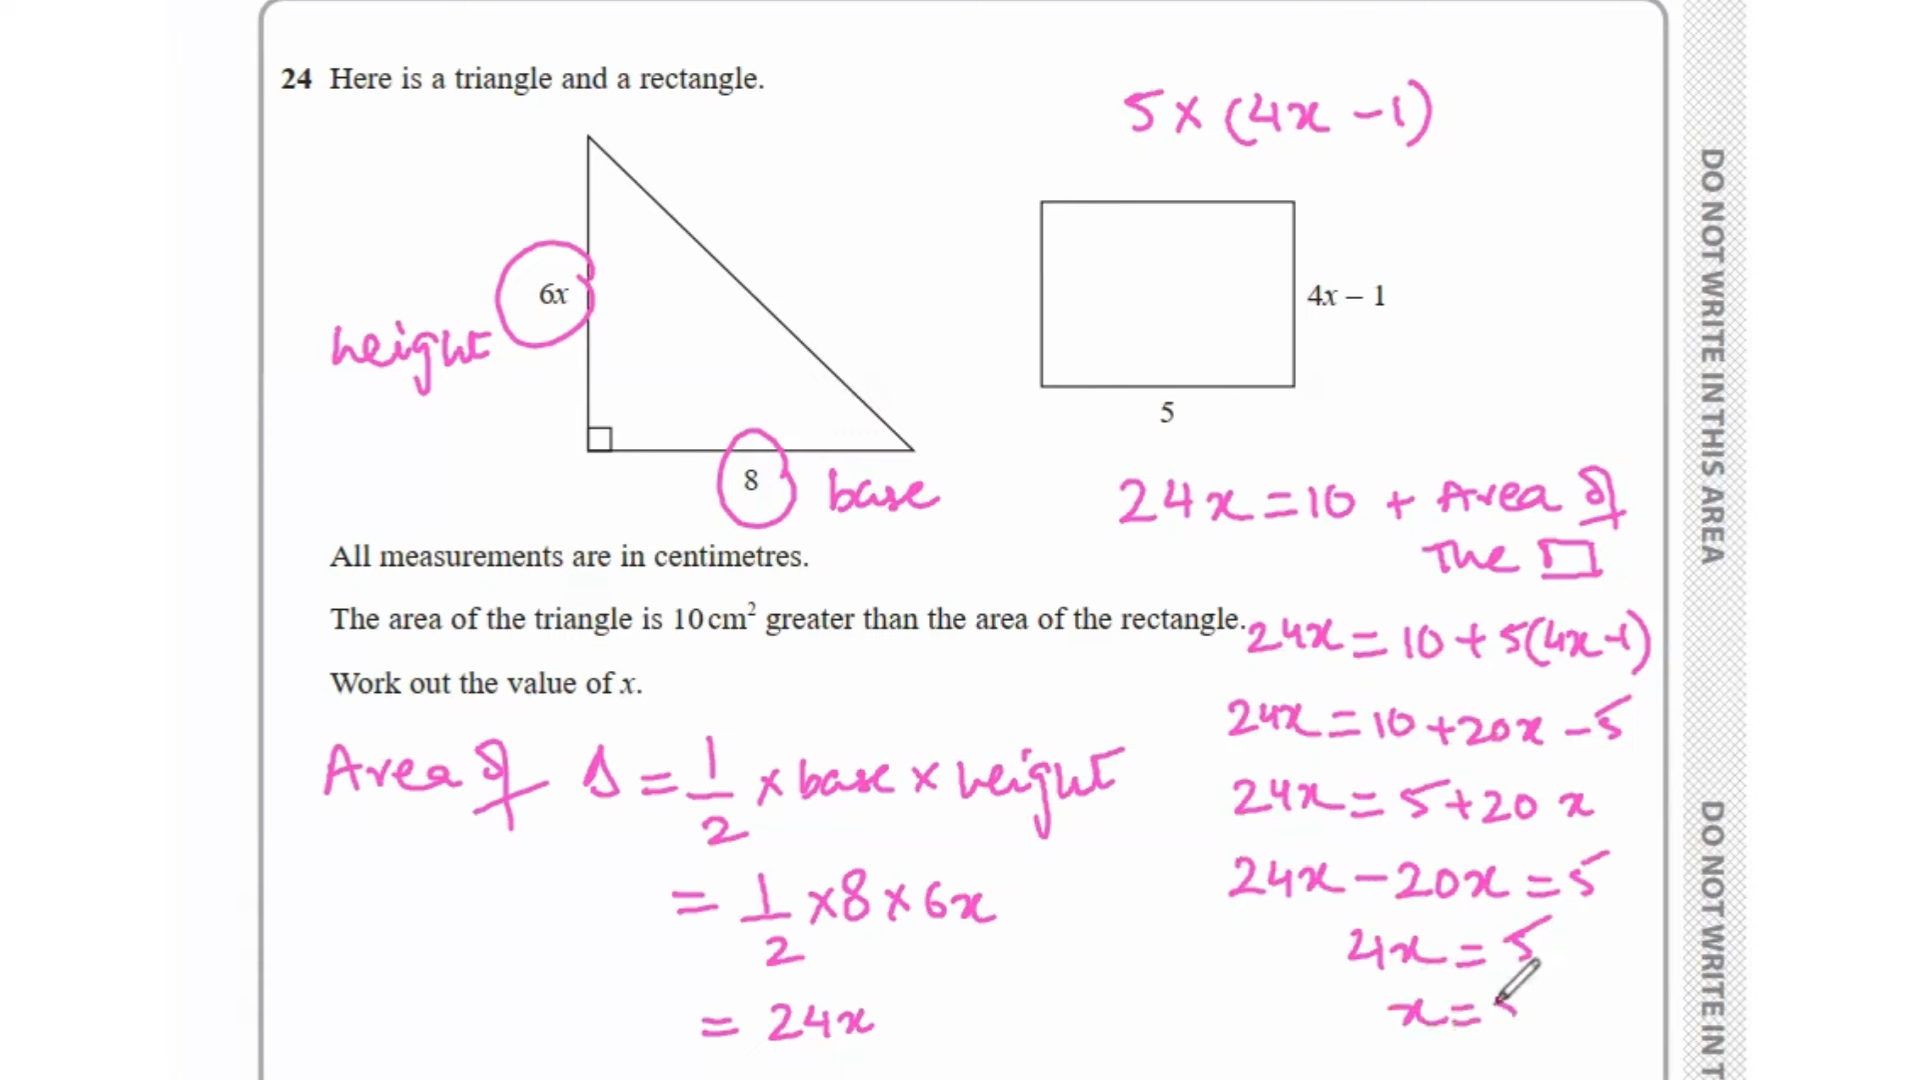 24 Here is a triangle and a rectangle.
5 × (4x − 1)
6x
height
8
base
4x – 1
5
24x = 10 + Area of
The □
All measurements are in centimetres.
The area of the triangle is 10 cm² greater than the area of the rectangle.
Work out the value of x.
24x = 10 + 5(4x-1)
24x = 10 + 20x − 5
24x = 5 + 20x
24x − 20x = 5
4x = 5
x =
Area of Δ = 1/2 × base × height
= 1/2 × 8 × 6x
= 24x
DO NOT WRITE IN THIS AREA
DO NOT WRITE IN T